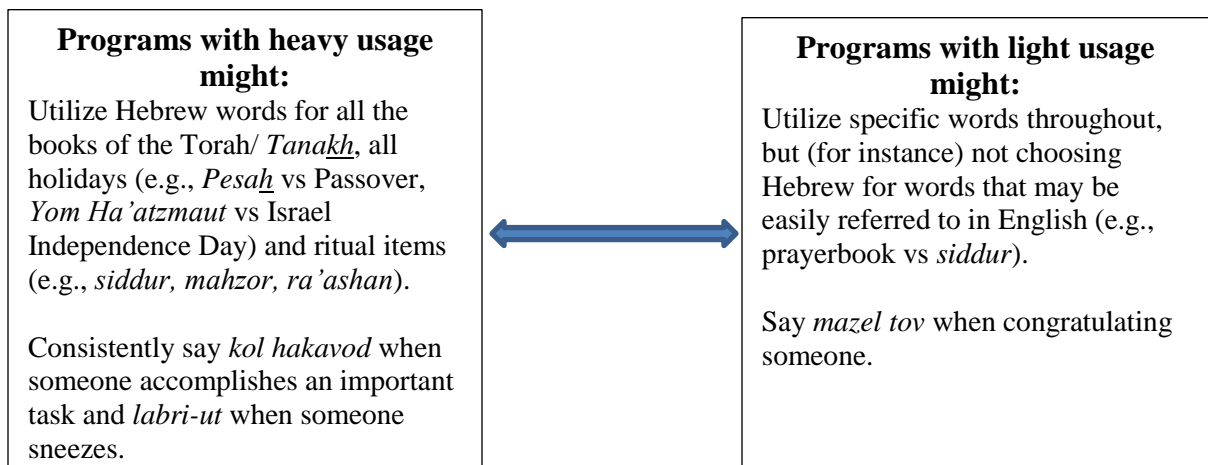 Programs with heavy usage
might:
Utilize Hebrew words for all the
books of the Torah/ Tanakh, all
holidays (e.g., Pesah vs Passover,
Yom Ha’atzmaut vs Israel
Independence Day) and ritual items
(e.g., siddur, mahzor, ra’ashan).
Consistently say kol hakavod when
someone accomplishes an important
task and labri-ut when someone
sneezes.
Programs with light usage
might:
Utilize specific words throughout,
but (for instance) not choosing
Hebrew for words that may be
easily referred to in English (e.g.,
prayerbook vs siddur).
Say mazel tov when congratulating
someone.